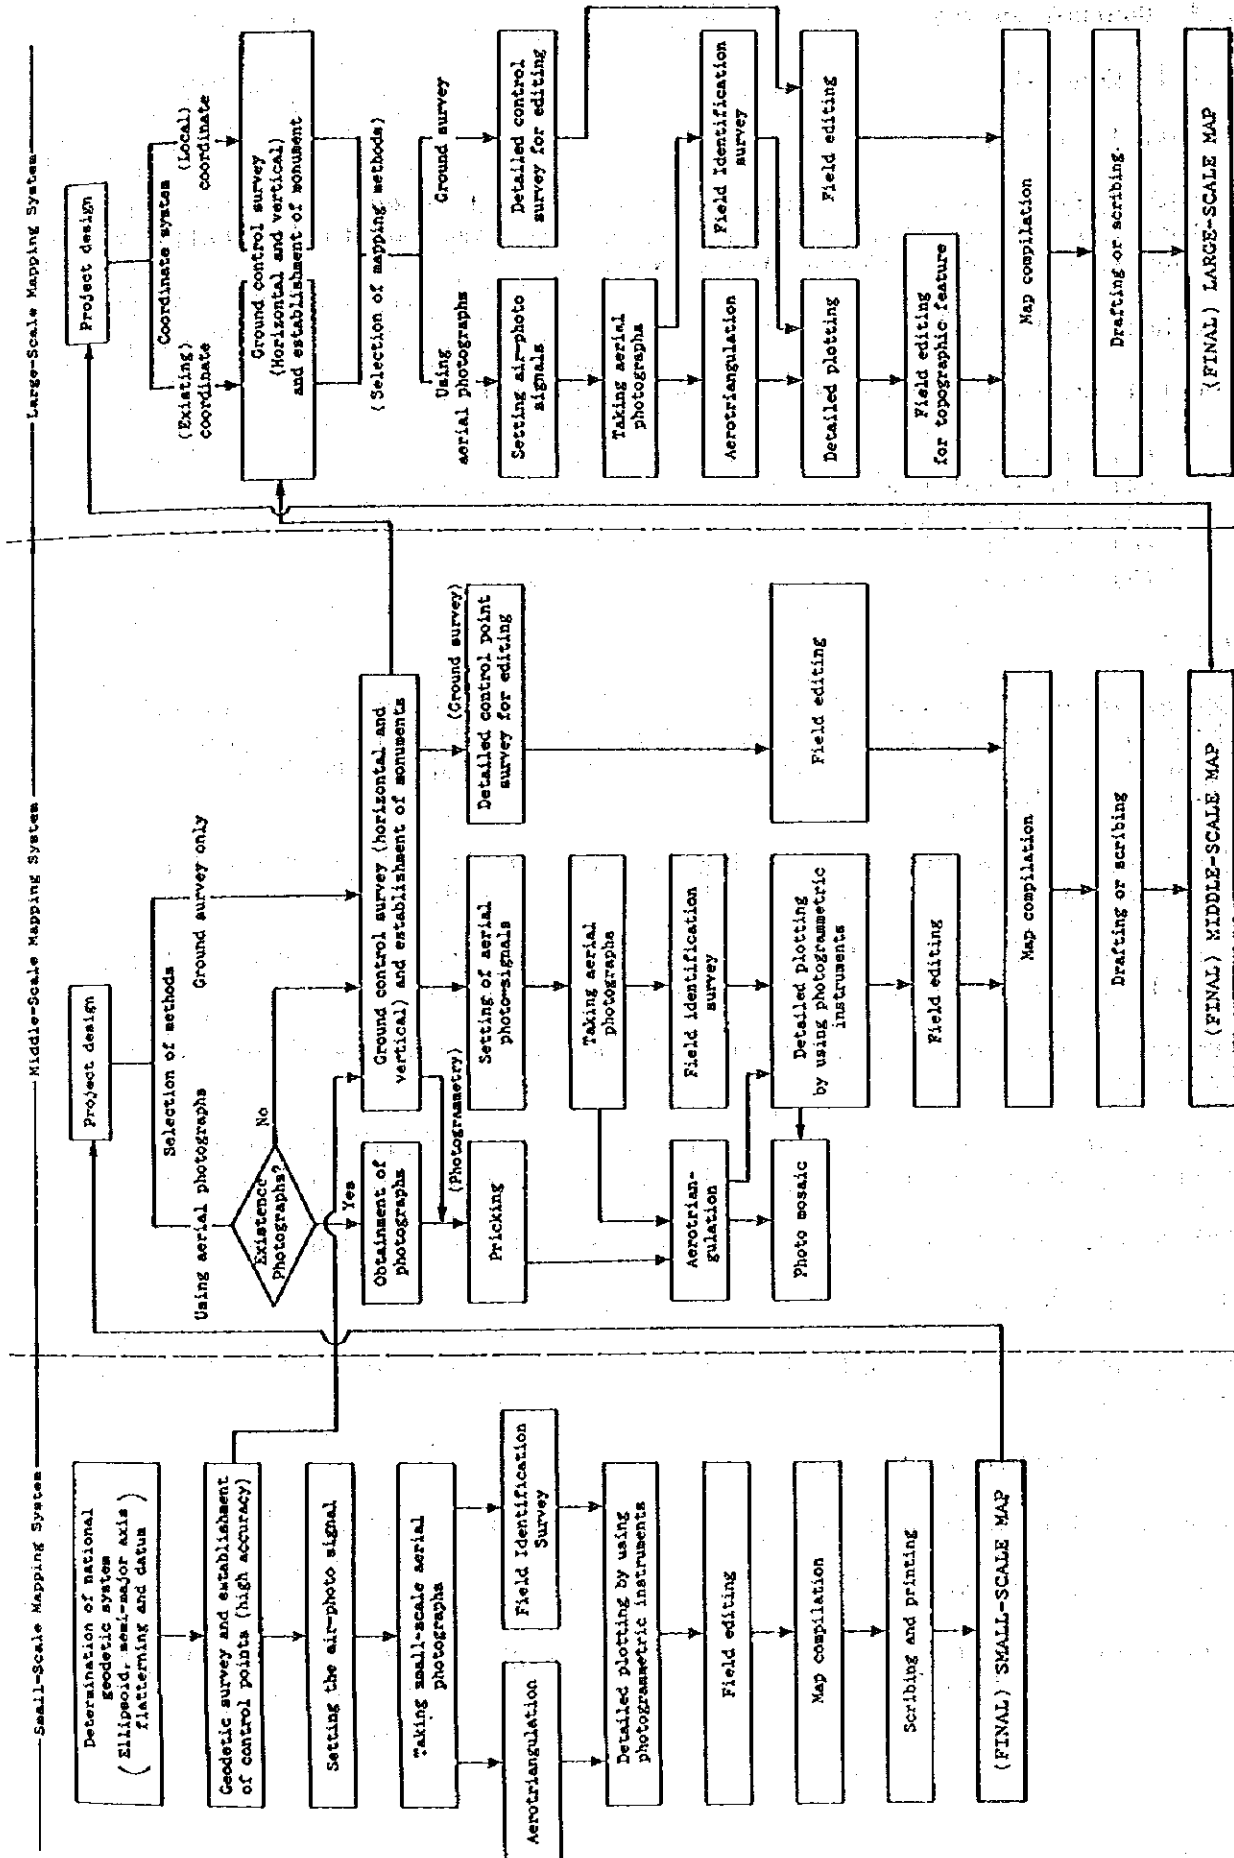 Small-Scale Mapping System
Determination of national
geodetic system
( Ellipsoid, semi-major axis )
flatterning and datum
Geodetic survey and establishment
of control points (high accuracy)
Setting the air-photo signal
Taking small-scale aerial
photographs
Aerotriangulation
Field Identification
Survey
Detailed plotting by using
photogrammetric instruments
Field editing
Map compilation
Scribing and printing
(FINAL) SMALL-SCALE MAP
Middle-Scale Mapping System
Project design
Selection of methods
Using aerial photographs
Ground survey only
Existence
Photographs?
No
Yes
Obtainment of
photographs
Ground control survey (horizontal and
vertical) and establishment of monuments
(Photogrammetry)
(Ground survey)
Pricking
Setting of aerial
photo-signals
Detailed control point
survey for editing
Taking aerial
photographs
Aerotrian-
gulation
Field identification
survey
Photo mosaic
Detailed plotting
by using photogrammetric
instruments
Field editing
Field editing
Map compilation
Drafting or scribing
(FINAL) MIDDLE-SCALE MAP
Large-Scale Mapping System
Project design
Coordinate system
(Existing)
coordinate
(Local)
coordinate
Ground control survey
(Horizontal and vertical)
and establishment of monument
(Selection of mapping methods)
Using
aerial photographs
Ground survey
Setting air-photo
signals
Detailed control
survey for editing
Taking aerial
photographs
Aerotriangulation
Field Identification
survey
Detailed plotting
Field editing
Field editing
for topographic feature
Map compilation
Drafting or scribing.
(FINAL) LARGE-SCALE MAP